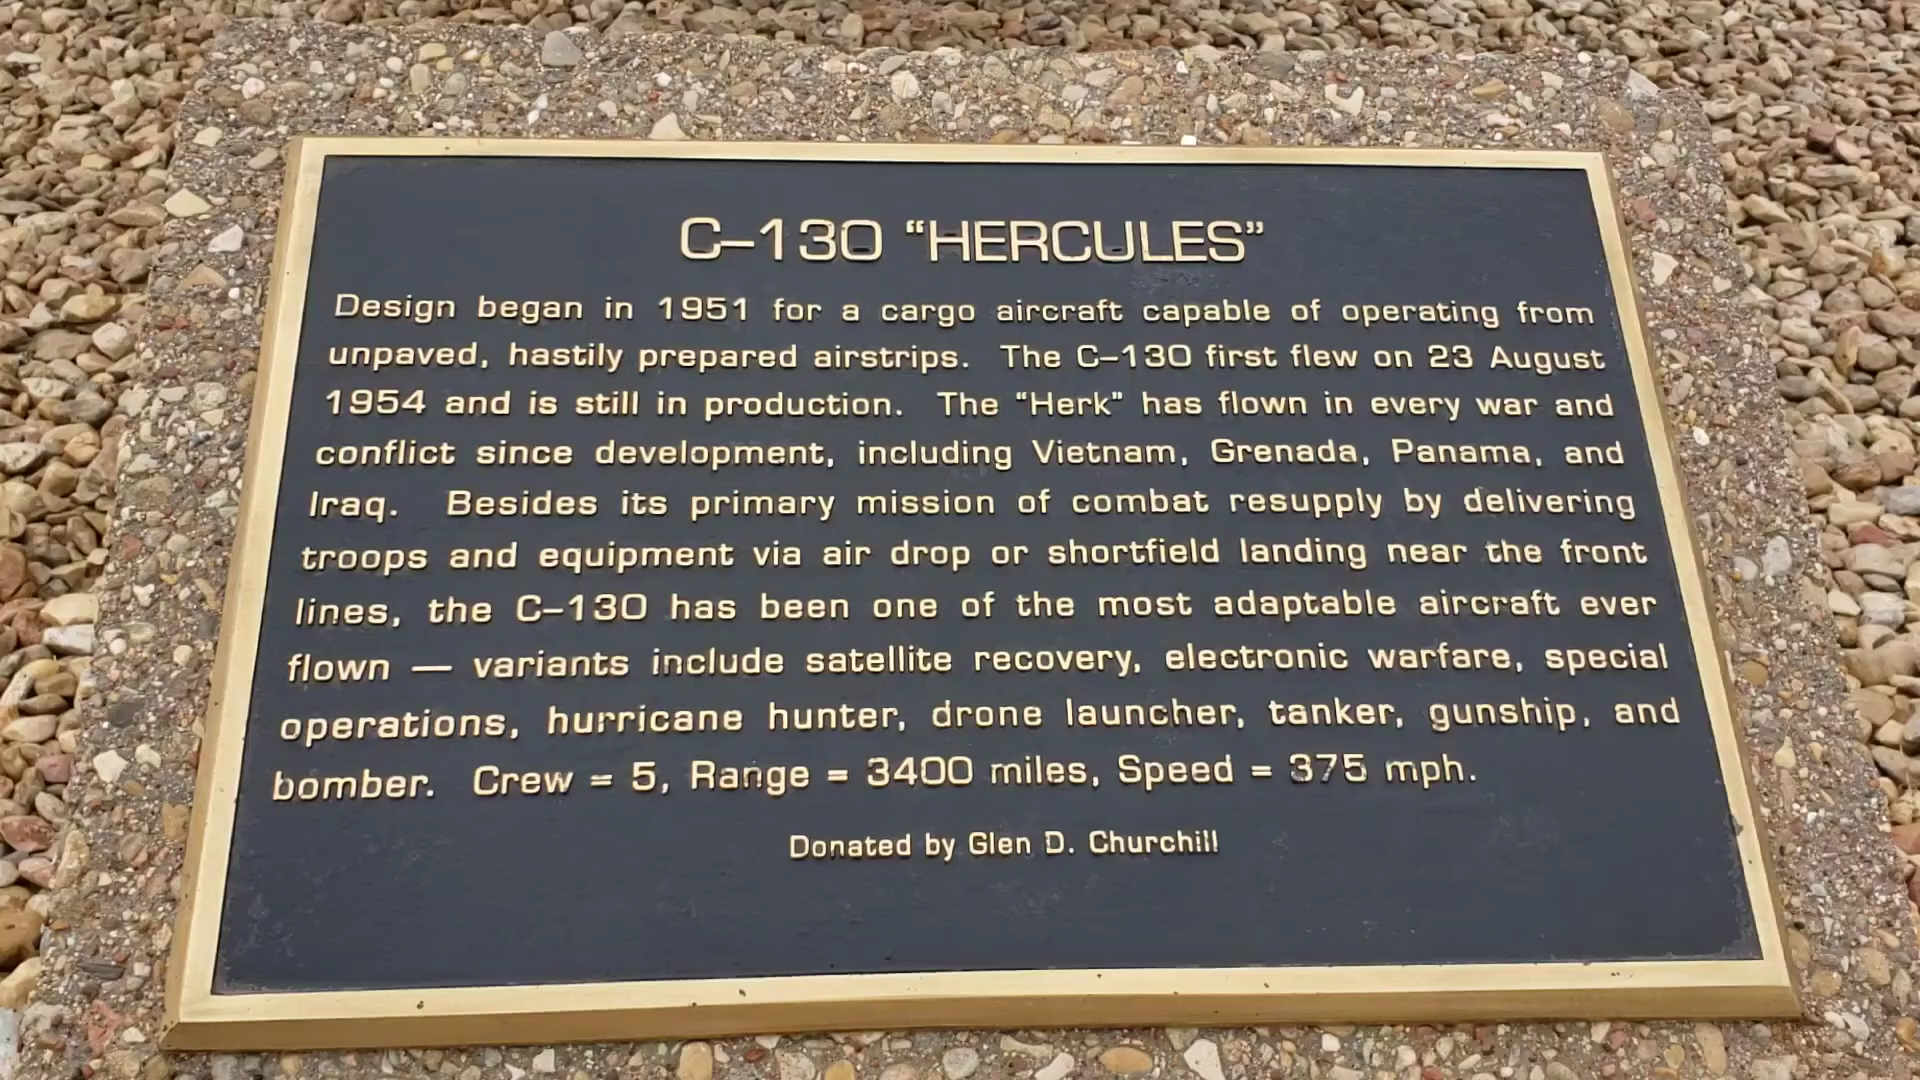 C–130 “HERCULES”
Design began in 1951 for a cargo aircraft capable of operating from
unpaved, hastily prepared airstrips. The C–130 first flew on 23 August
1954 and is still in production. The “Herk” has flown in every war and
conflict since development, including Vietnam, Grenada, Panama, and
Iraq. Besides its primary mission of combat resupply by delivering
troops and equipment via air drop or shortfield landing near the front
lines, the C–130 has been one of the most adaptable aircraft ever
flown — variants include satellite recovery, electronic warfare, special
operations, hurricane hunter, drone launcher, tanker, gunship, and
bomber. Crew = 5, Range = 3400 miles, Speed = 375 mph.
Donated by Glen D. Churchill